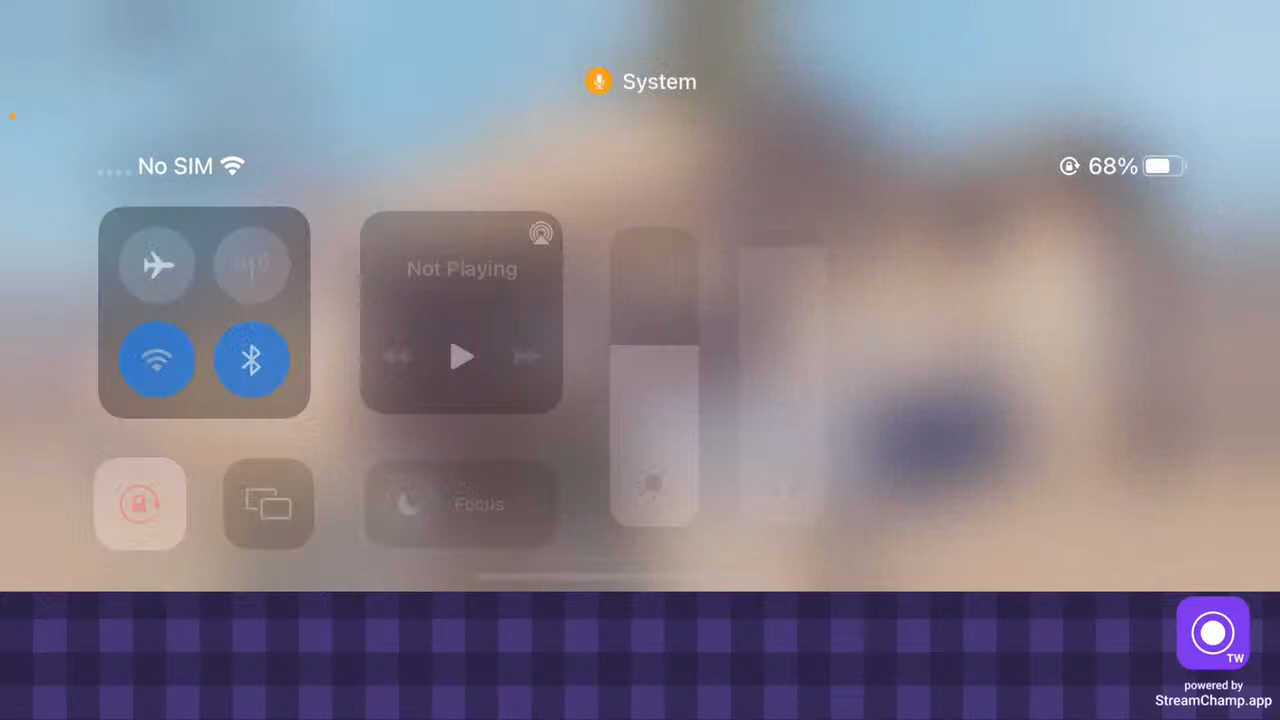 System
No SIM
68%
Not Playing
Focus
TW
powered by
StreamChamp.app